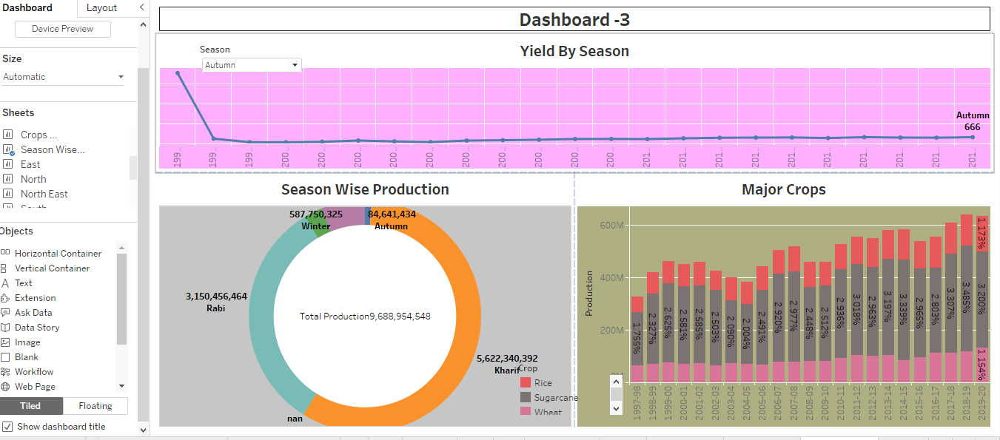 Dashboard
Layout
Device Preview
Size
Automatic
Sheets
Crops ...
Season Wise...
East
North
North East
Objects
Horizontal Container
Vertical Container
Text
Extension
Ask Data
Data Story
Image
Blank
Workflow
Web Page
Tiled
Floating
Show dashboard title
Dashboard -3
Season
Autumn
Yield By Season
Autumn
666
199..
199..
199..
200..
200..
200..
200..
200..
200..
200..
200..
200..
200..
201..
201..
201..
201..
201..
201..
201..
201..
201..
201..
Season Wise Production
587,750,325
Winter
84,641,434
Autumn
3,150,456,464
Rabi
Total Production9,688,954,548
5,622,340,392
Kharif
nan
Crop
Rice
Sugarcane
Wheat
Major Crops
Production
600M
400M
200M
1.755%
2.327%
2.625%
2.581%
2.585%
2.503%
2.090%
2.004%
2.491%
2.920%
2.977%
2.448%
2.512%
2.936%
3.018%
2.963%
3.197%
3.339%
2.965%
2.803%
3.307%
3.485%
1.173%
3.200%
1.154%
1997-98
1998-99
1999-00
2000-01
2001-02
2002-03
2003-04
2004-05
2005-06
2006-07
2007-08
2008-09
2009-10
2010-11
2011-12
2012-13
2013-14
2014-15
2015-16
2016-17
2017-18
2018-19
2019-20